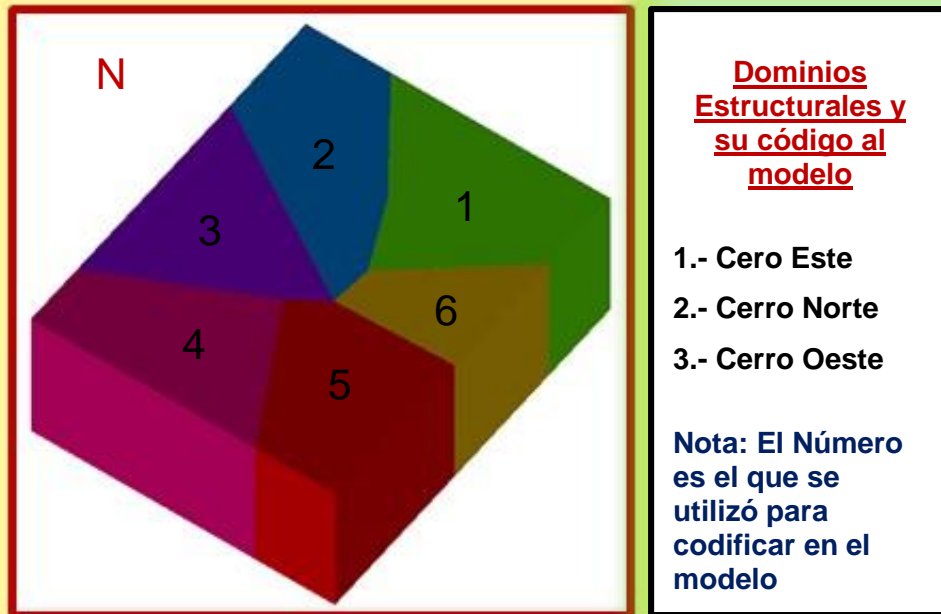 N
2
1
3
6
4
5
Dominios
Estructurales y
su código al
modelo
1.- Cero Este
2.- Cerro Norte
3.- Cerro Oeste
Nota: El Número
es el que se
utilizó para
codificar en el
modelo